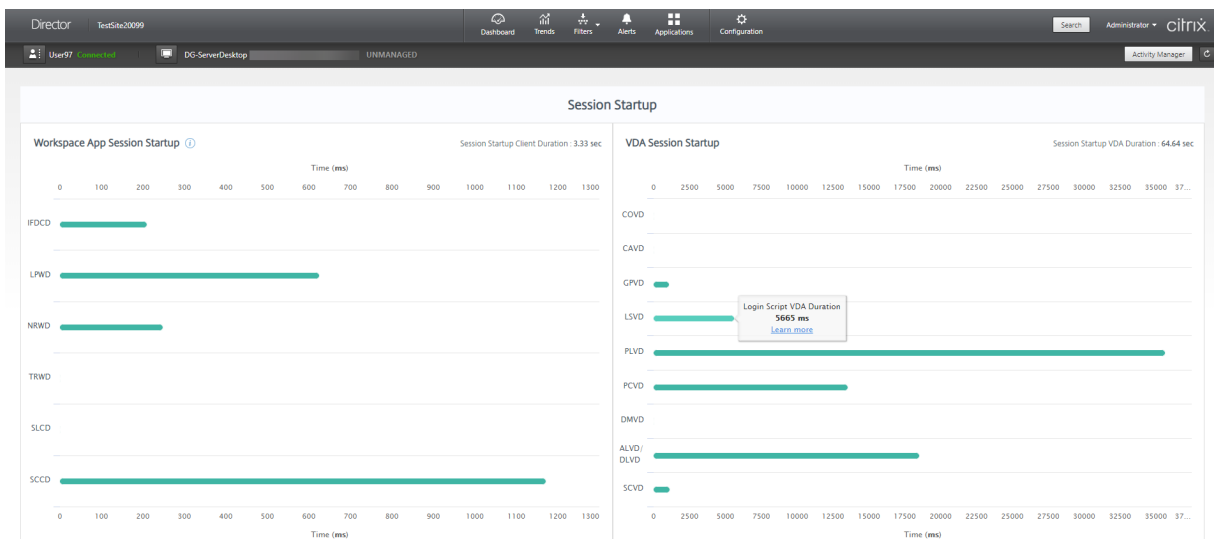 Director TestSite20099
Dashboard Trends Filters Alerts Applications Configuration
Search Administrator citrix
User97 Connected DG-ServerDesktop UNMANAGED Activity Manager
Session Startup
Workspace App Session Startup Session Startup Client Duration : 3.33 sec
Time (ms)
0 100 200 300 400 500 600 700 800 900 1000 1100 1200 1300
IFDCD
LPWD
NRWD
TRWD
SLCD
SCCD
0 100 200 300 400 500 600 700 800 900 1000 1100 1200 1300
Time (ms)
VDA Session Startup Session Startup VDA Duration : 64.64 sec
Time (ms)
0 2500 5000 7500 10000 12500 15000 17500 20000 22500 25000 27500 30000 32500 35000 37...
COVD
CAVD
GPVD
LSVD
Login Script VDA Duration
5665 ms
Learn more
PLVD
PCVD
DMVD
ALVD/
DLVD
SCVD
0 2500 5000 7500 10000 12500 15000 17500 20000 22500 25000 27500 30000 32500 35000 37...
Time (ms)